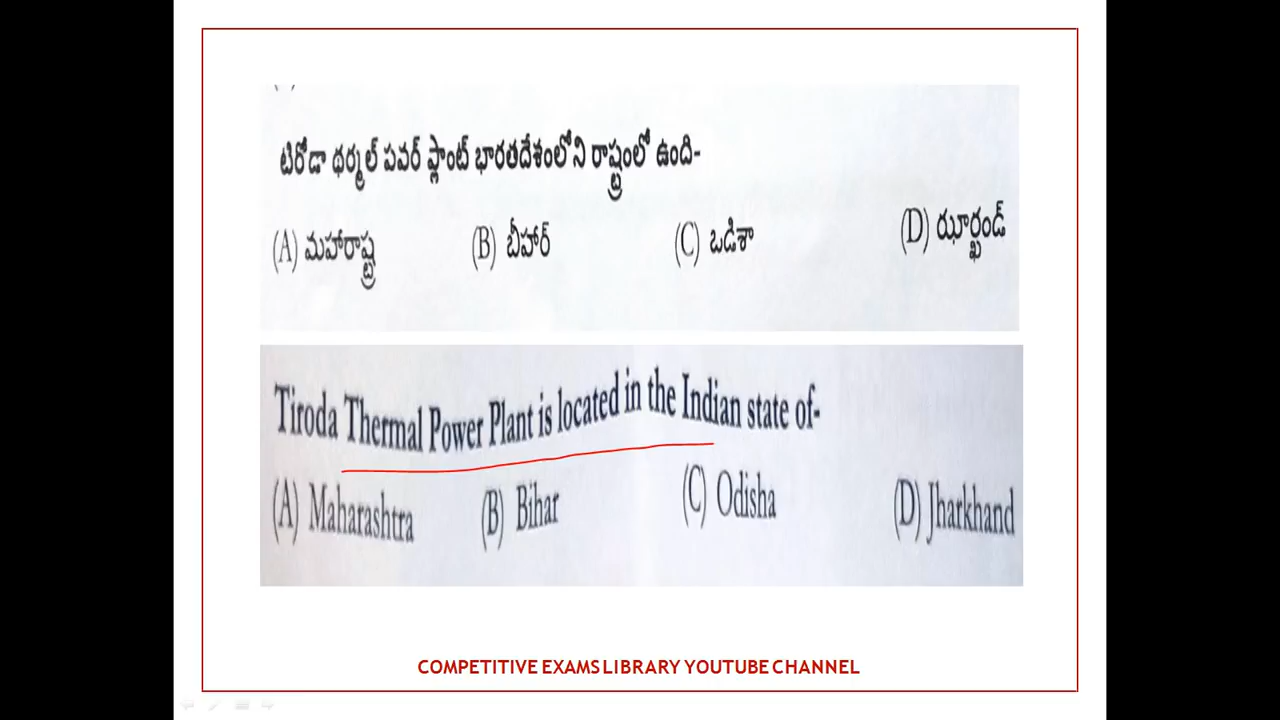 టిరోడా థర్మల్ పవర్ ప్లాంట్ భారతదేశంలోని రాష్ట్రంలో ఉంది-
(A) మహారాష్ట్ర (B) బీహార్ (C) ఒడిశా (D) ఝార్ఖండ్
Tiroda Thermal Power Plant is located in the Indian state of-
(A) Maharashtra (B) Bihar (C) Odisha (D) Jharkhand
COMPETITIVE EXAMS LIBRARY YOUTUBE CHANNEL